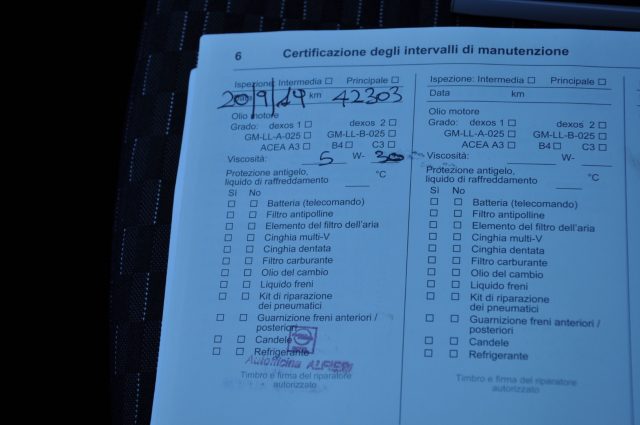 6 Certificazione degli intervalli di manutenzione
Ispezione: Intermedia ☐ Principale ☐
Data km
20/9/14 42303
Olio motore
Grado: dexos 1 ☐ dexos 2 ☐
GM-LL-A-025 ☐ GM-LL-B-025 ☐
ACEA A3 ☐ B4 ☐ C3 ☐
Viscosità: 5 W- 30
Protezione antigelo,
liquido di raffreddamento °C
Sì No
☐ ☐ Batteria (telecomando)
☐ ☐ Filtro antipolline
☐ ☐ Elemento del filtro dell'aria
☐ ☐ Cinghia multi-V
☐ ☐ Cinghia dentata
☐ ☐ Filtro carburante
☐ ☐ Olio del cambio
☐ ☐ Liquido freni
☐ ☐ Kit di riparazione
dei pneumatici
☐ ☐ Guarnizione freni anteriori /
posteriori
☐ ☐ Candele
☐ ☐ Refrigerante
Autofficina ALFIERI
Timbro e firma del riparatore
autorizzato
Ispezione: Intermedia ☐ Principale ☐
Data km
Olio motore
Grado: dexos 1 ☐ dexos 2 ☐
GM-LL-A-025 ☐ GM-LL-B-025 ☐
ACEA A3 ☐ B4 ☐ C3 ☐
Viscosità: W-
Protezione antigelo,
liquido di raffreddamento °C
Sì No
☐ ☐ Batteria (telecomando)
☐ ☐ Filtro antipolline
☐ ☐ Elemento del filtro dell'aria
☐ ☐ Cinghia multi-V
☐ ☐ Cinghia dentata
☐ ☐ Filtro carburante
☐ ☐ Olio del cambio
☐ ☐ Liquido freni
☐ ☐ Kit di riparazione
dei pneumatici
☐ ☐ Guarnizione freni anteriori /
posteriori
☐ ☐ Candele
☐ ☐ Refrigerante
Timbro e firma del riparatore
autorizzato